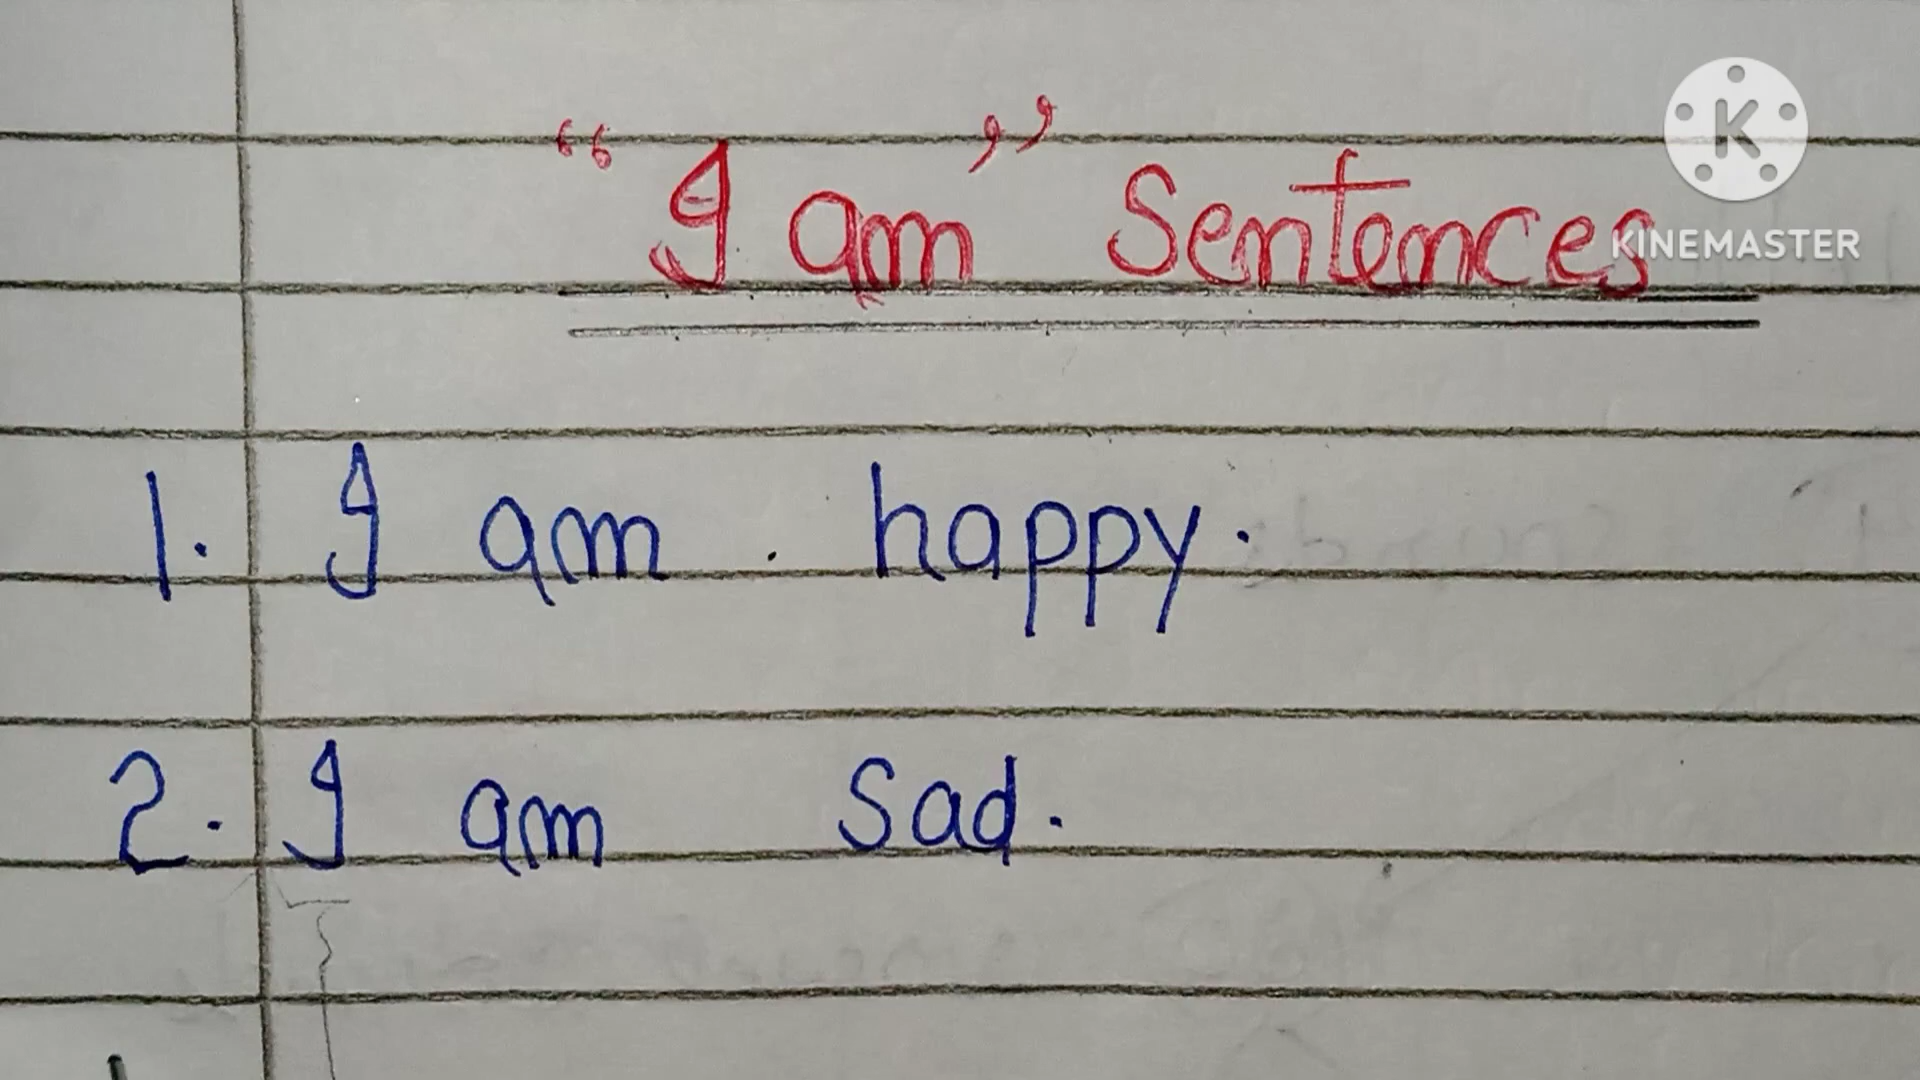 “I am” Sentences
K
KINEMASTER
1. I am . happy.
2. I am sad.